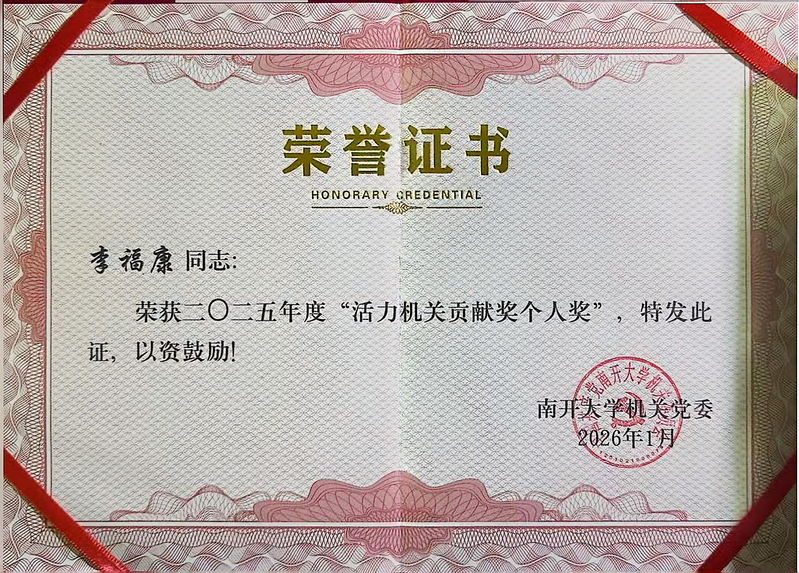 荣誉证书
HONORARY CREDENTIAL
李福康同志:
荣获二〇二五年度“活力机关贡献奖个人奖”，特发此
证，以资鼓励!
南开大学机关党委
2026年1月